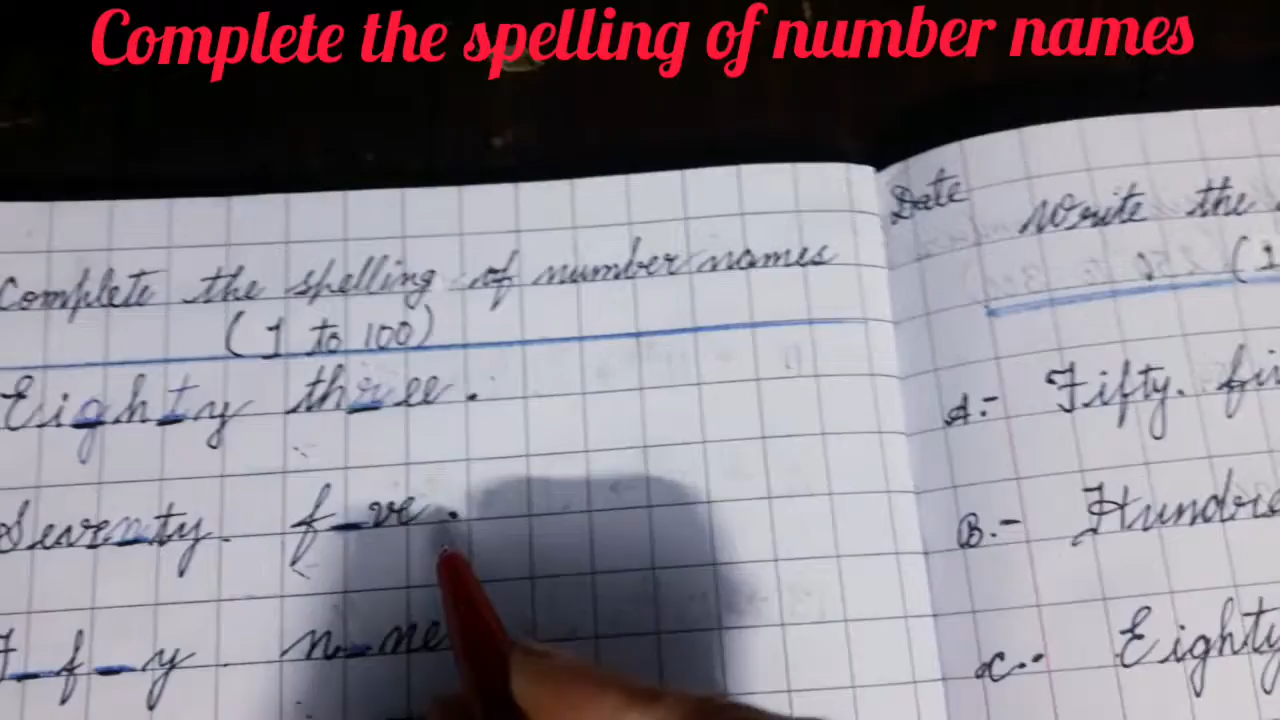 Complete the spelling of number names
Complete the spelling of number names
(1 to 100)
Eighty three.
Seventy. f_ve.
F_f_y. n_ne
Date
Write the
A:- Fifty. fi
B.- Hundre
C.- Eighty